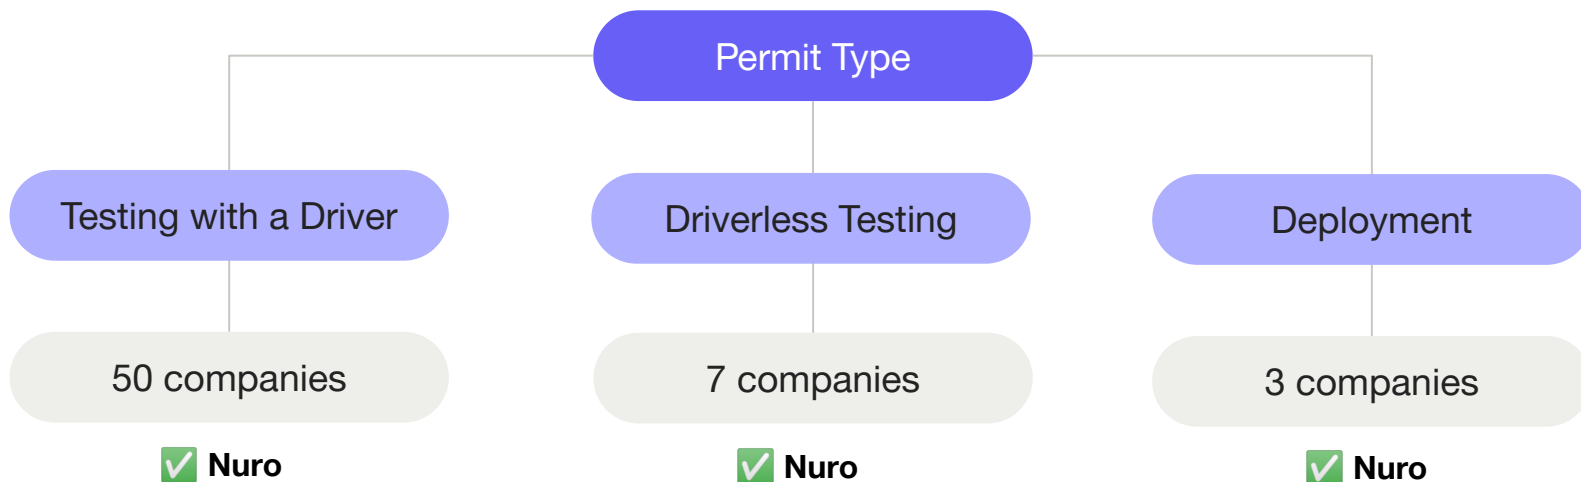 Permit Type
Testing with a Driver
Driverless Testing
Deployment
50 companies
7 companies
3 companies
✅ Nuro
✅ Nuro
✅ Nuro